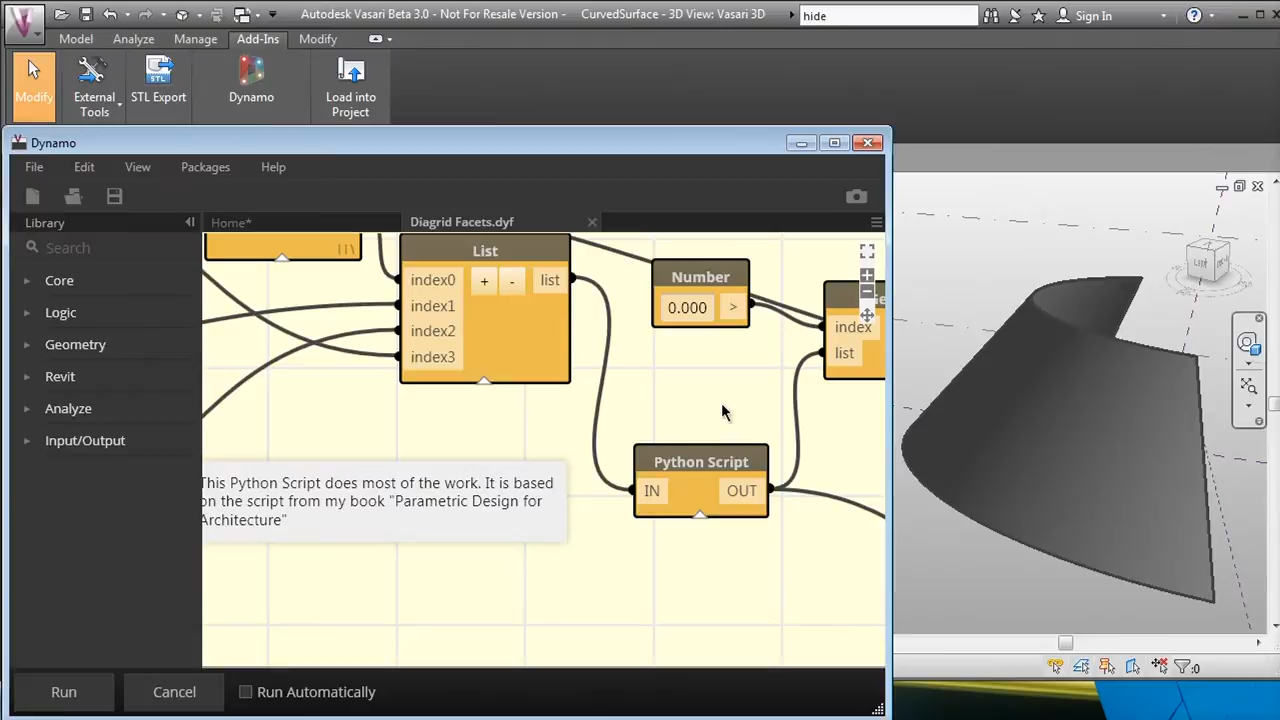 Autodesk Vasari Beta 3.0 - Not For Resale Version - CurvedSurface - 3D View: Vasari 3D
hide
Sign In
Model Analyze Manage Add-Ins Modify
Modify
External Tools
STL
STL Export
Dynamo
Load into Project
Dynamo
File Edit View Packages Help
Library
Home*
Diagrid Facets.dyf
Search
Core
Logic
Geometry
Revit
Analyze
Input/Output
List
index0 + - list
index1
index2
index3
Number
0.000 >
index
list
Python Script
IN OUT
This Python Script does most of the work. It is based
on the script from my book "Parametric Design for
Architecture"
Run
Cancel
Run Automatically
:0